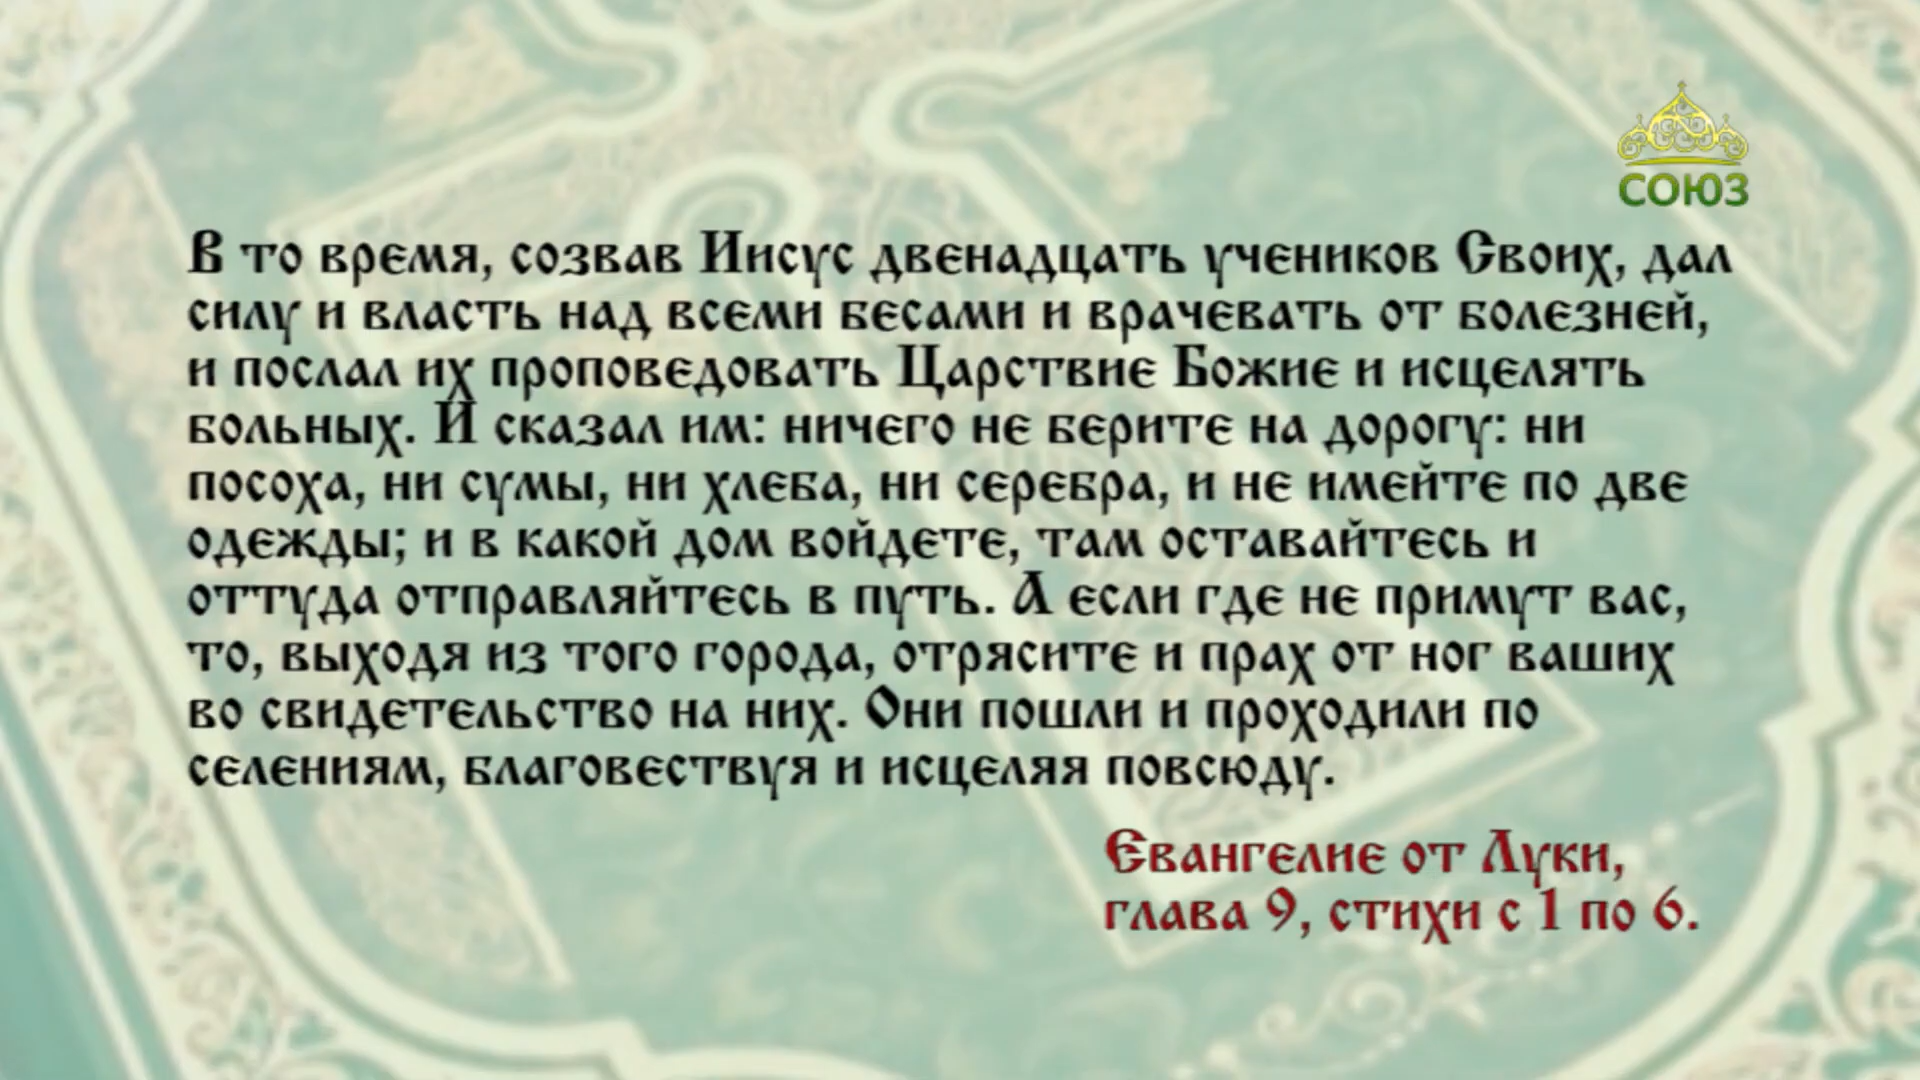 СОЮЗ
В то время, созвав Иисус двенадцать учеников Своих, дал
силу и власть над всеми бесами и врачевать от болезней,
и послал их проповедовать Царствие Божие и исцелять
больных. И сказал им: ничего не берите на дорогу: ни
посоха, ни сумы, ни хлеба, ни серебра, и не имейте по две
одежды; и в какой дом войдете, там оставайтесь и
оттуда отправляйтесь в путь. А если где не примут вас,
то, выходя из того города, отрясите и прах от ног ваших
во свидетельство на них. Они пошли и проходили по
селениям, благовествуя и исцеляя повсюду.
Евангелие от Луки,
глава 9, стихи с 1 по 6.